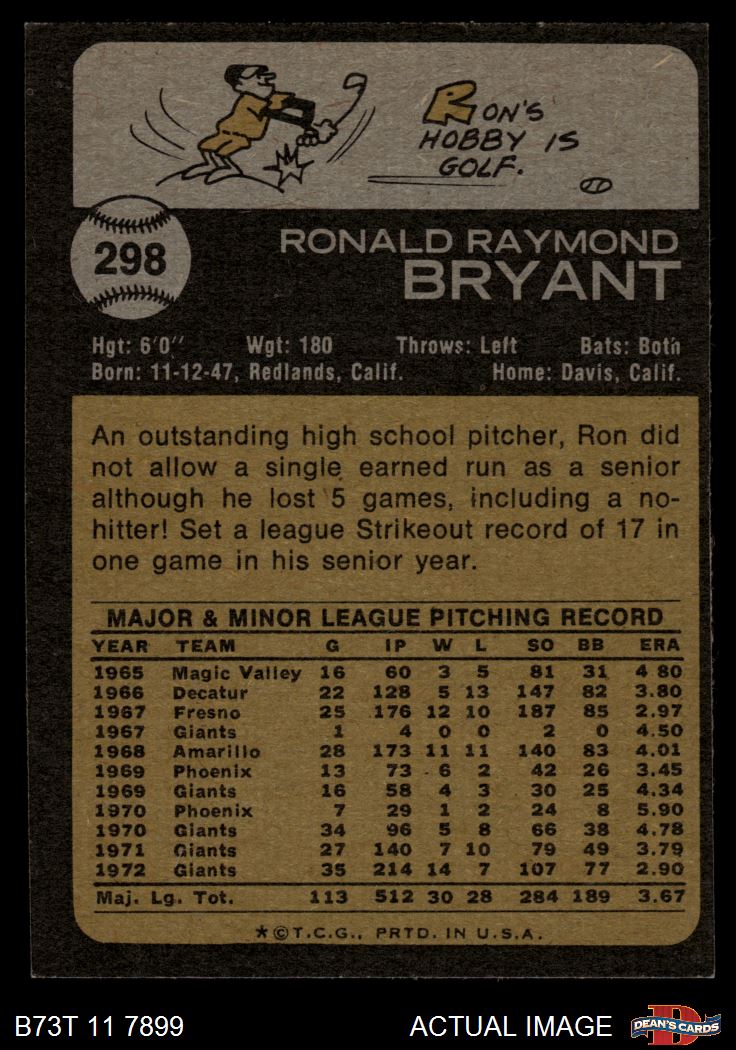 RON'S
HOBBY IS
GOLF.
298
RONALD RAYMOND
BRYANT
Hgt: 6'0" Wgt: 180 Throws: Left Bats: Both
Born: 11-12-47, Redlands, Calif. Home: Davis, Calif.
An outstanding high school pitcher, Ron did
not allow a single earned run as a senior
although he lost 5 games, including a no-
hitter! Set a league Strikeout record of 17 in
one game in his senior year.
MAJOR & MINOR LEAGUE PITCHING RECORD
YEAR TEAM G IP W L SO BB ERA
1965 Magic Valley 16 60 3 5 81 31 4 80
1966 Decatur 22 128 5 13 147 82 3.80
1967 Fresno 25 176 12 10 187 85 2.97
1967 Giants 1 4 0 0 2 0 4.50
1968 Amarillo 28 173 11 11 140 83 4.01
1969 Phoenix 13 73 6 2 42 26 3.45
1969 Giants 16 58 4 3 30 25 4.34
1970 Phoenix 7 29 1 2 24 8 5.90
1970 Giants 34 96 5 8 66 38 4.78
1971 Giants 27 140 7 10 79 49 3.79
1972 Giants 35 214 14 7 107 77 2.90
Maj. Lg. Tot. 113 512 30 28 284 189 3.67
★©T.C.G., PRTD. IN U.S.A.
B73T 11 7899 ACTUAL IMAGE DEAN'S CARDS